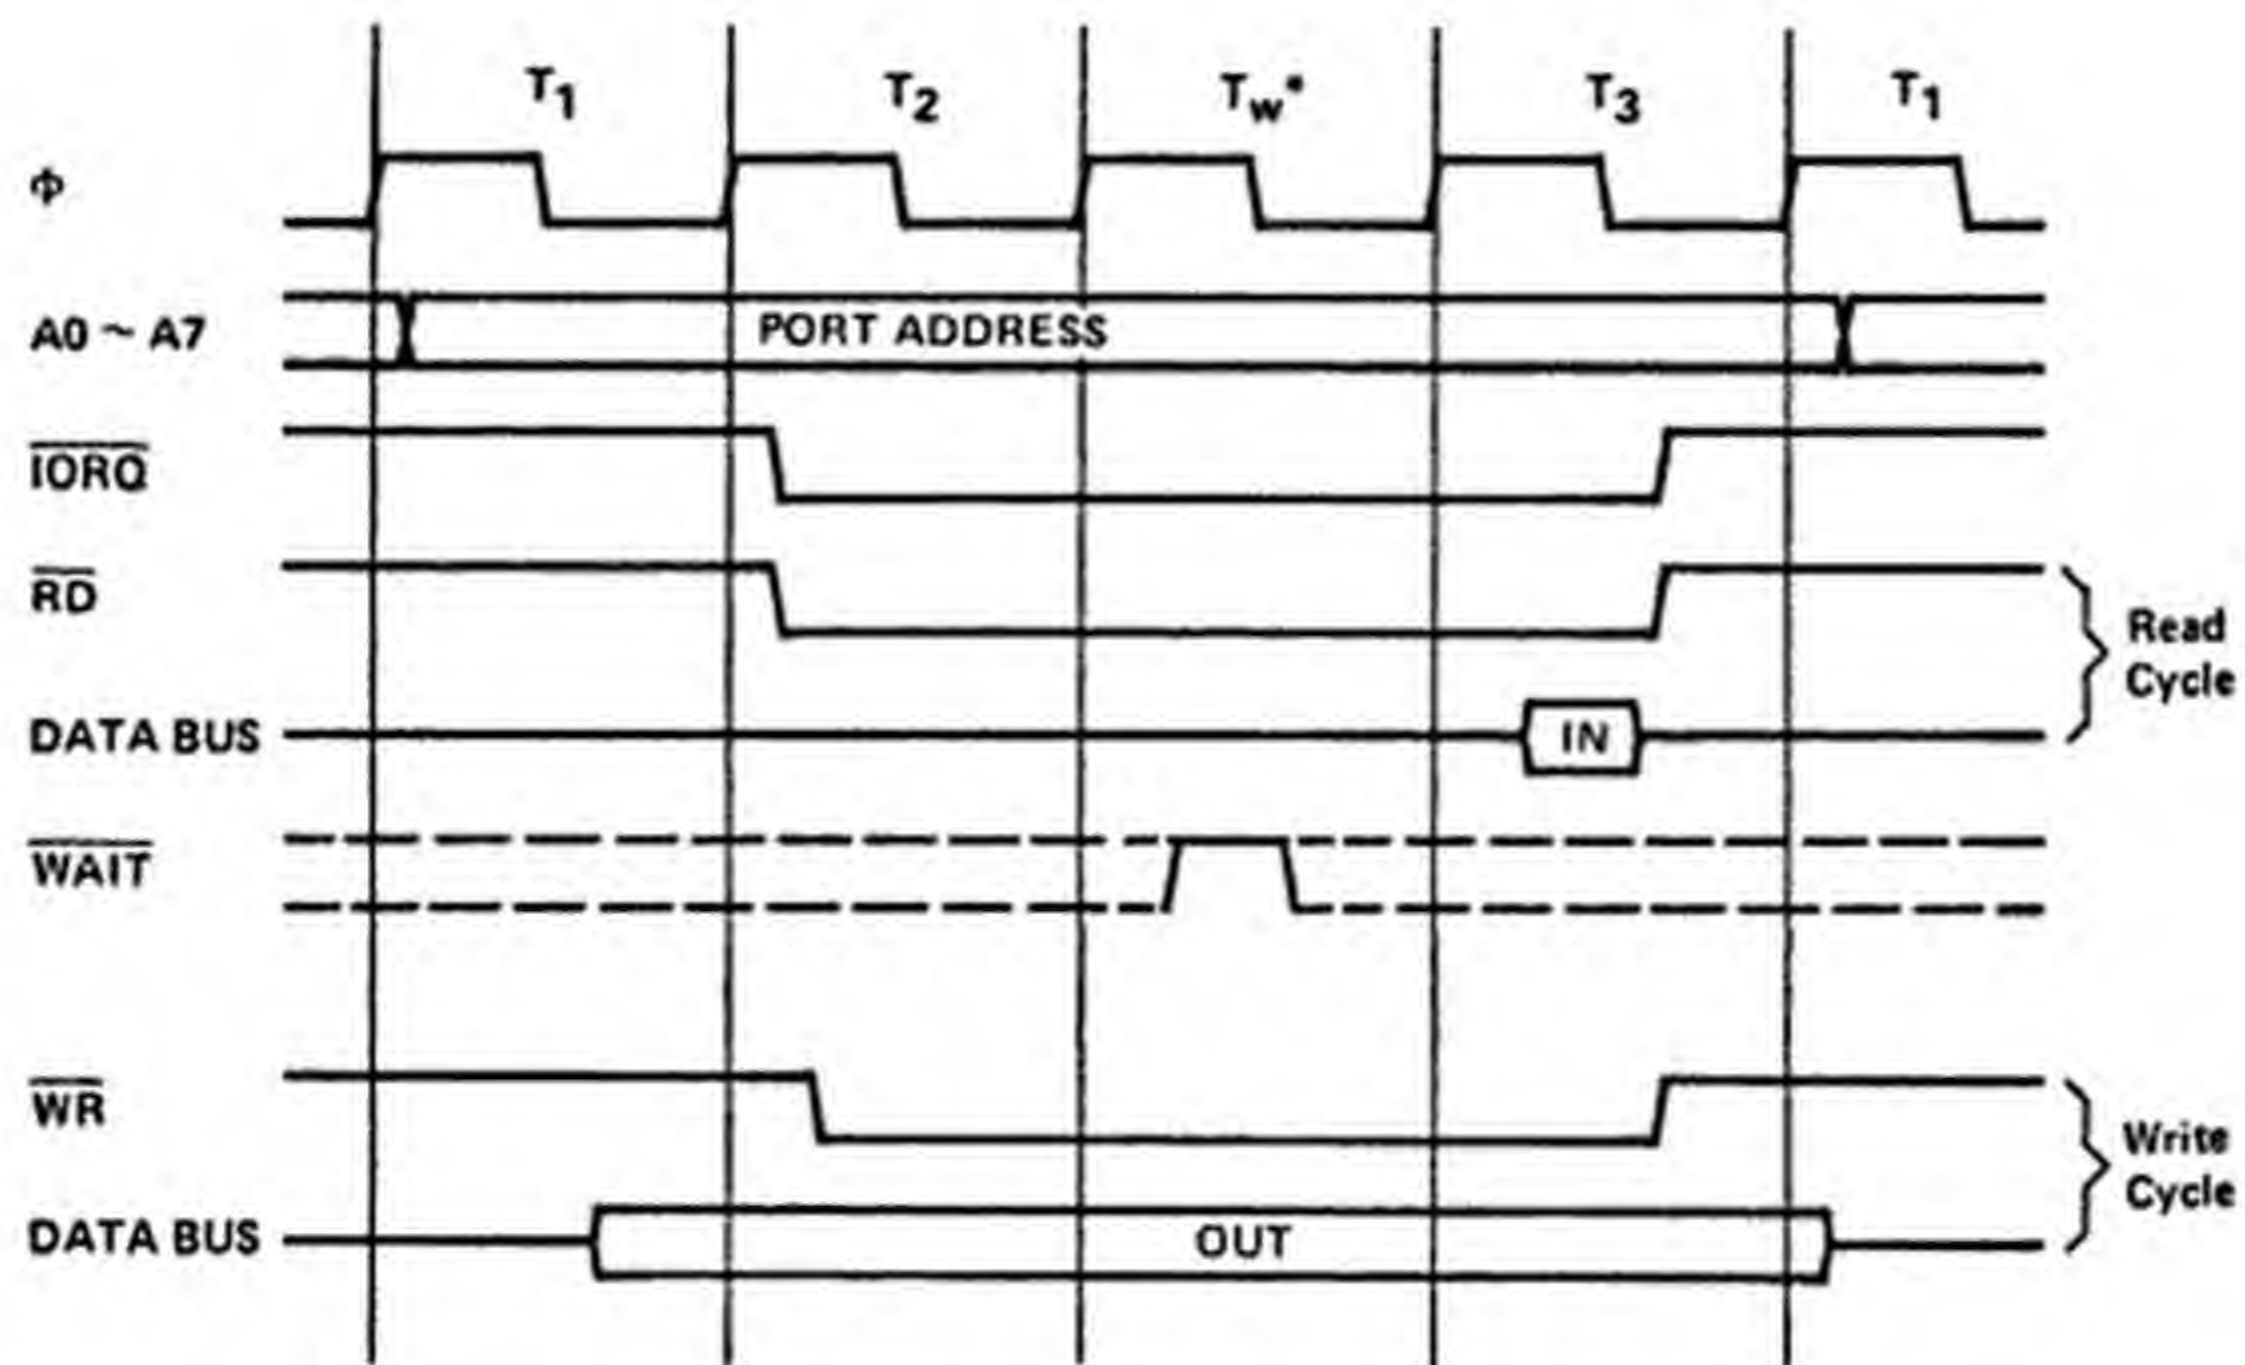 T1 T2 Tw* T3 T1
Φ
A0 ~ A7 PORT ADDRESS
IORQ
RD
Read
Cycle
DATA BUS IN
WAIT
WR
Write
Cycle
DATA BUS OUT